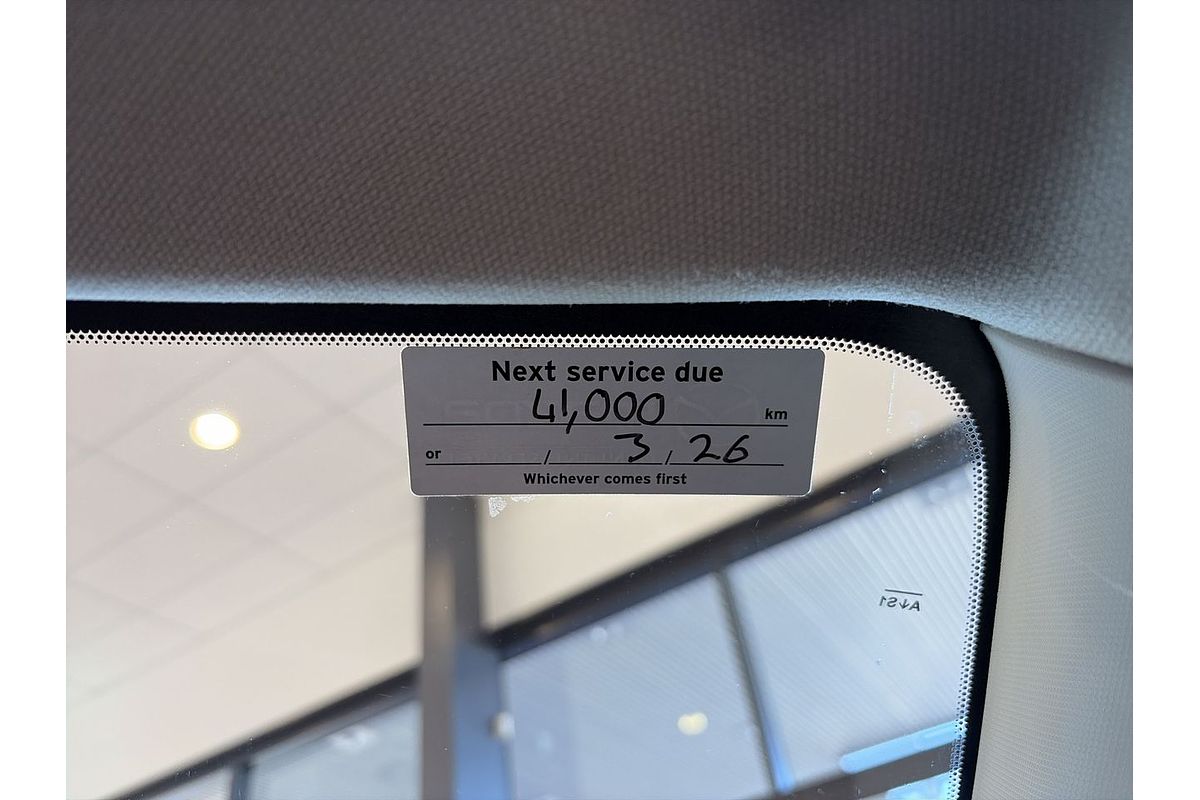 Next service due
41,000 km
or / 3 / 26
Whichever comes first